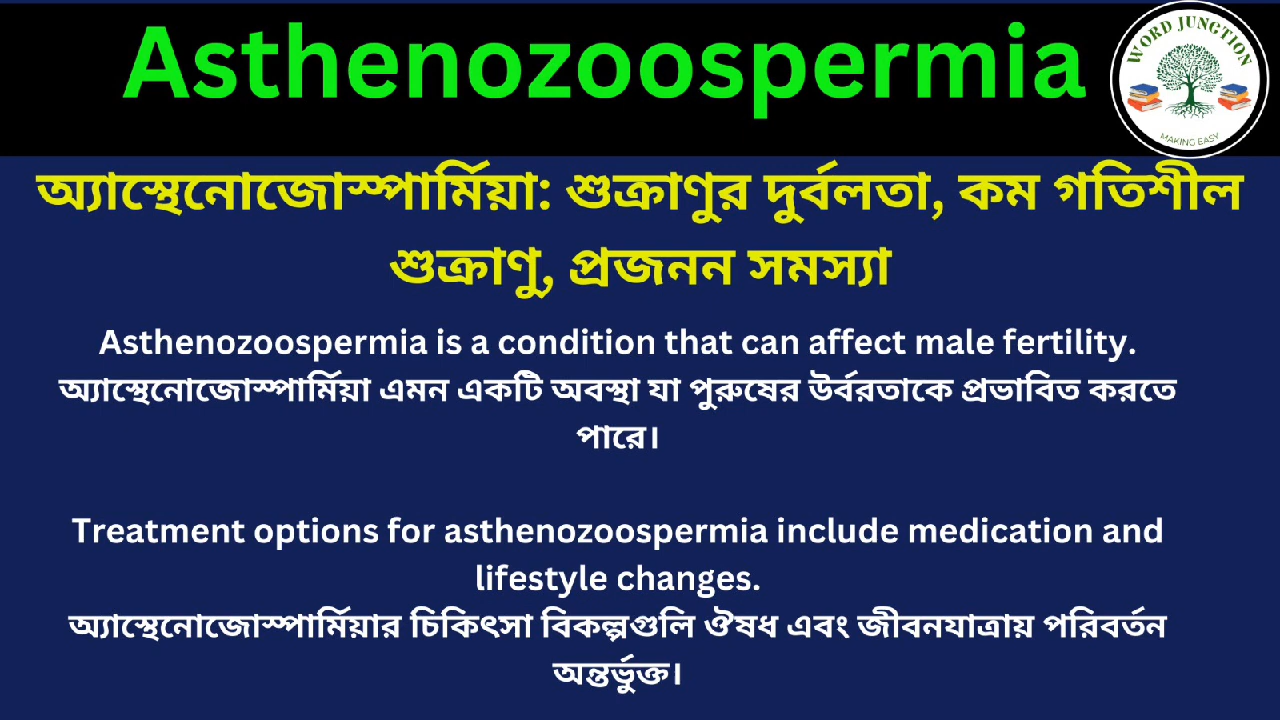 Asthenozoospermia
WORD JUNCTION
MAKING EASY
অ্যাস্থেনোজোস্পার্মিয়া: শুক্রাণুর দুর্বলতা, কম গতিশীল
শুক্রাণু, প্রজনন সমস্যা
Asthenozoospermia is a condition that can affect male fertility.
অ্যাস্থেনোজোস্পার্মিয়া এমন একটি অবস্থা যা পুরুষের উর্বরতাকে প্রভাবিত করতে
পারে।
Treatment options for asthenozoospermia include medication and
lifestyle changes.
অ্যাস্থেনোজোস্পার্মিয়ার চিকিৎসা বিকল্পগুলি ঔষধ এবং জীবনযাত্রায় পরিবর্তন
অন্তর্ভুক্ত।